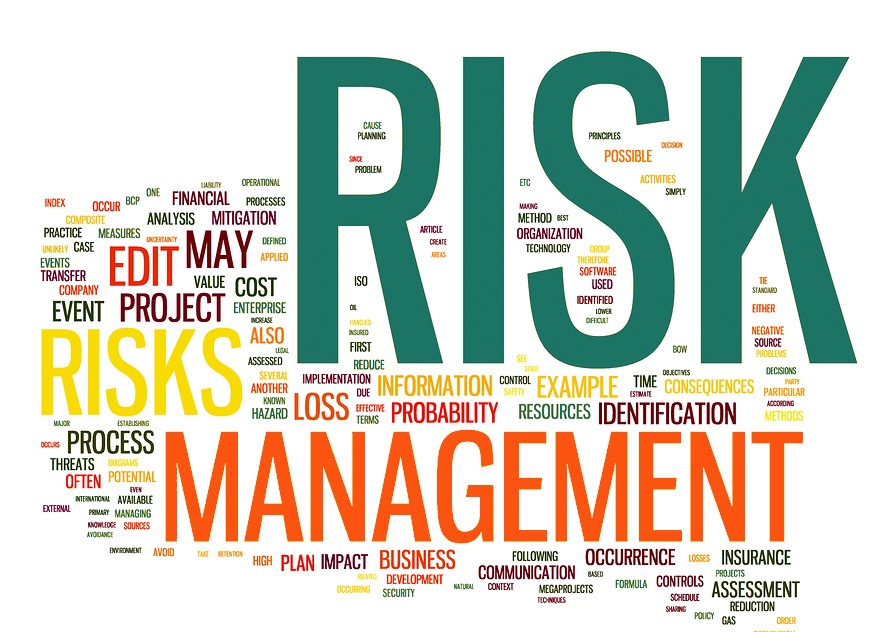 RISK
CAUSE
PLANNING
SINCE
PROBLEM
PRINCIPLES
DECISION
POSSIBLE
ETC
ACTIVITIES
SIMPLY
LIABILITY
OPERATIONAL
ONE
INDEX
OCCUR
BCP
FINANCIAL
PROCESSES
COMPOSITE
ANALYSIS
MITIGATION
MAKING
METHOD
BEST
PRACTICE
MEASURES
ARTICLE
ORGANIZATION
UNCERTAINTY
MAY
DEFINED
CREATE
UNLIKELY
CASE
TECHNOLOGY
GROUP
EDIT
APPLIED
AREAS
THEREFORE
EVENTS
TRANSFER
SOFTWARE
VALUE
COST
ISO
USED
TIE
STANDARD
COMPANY
IDENTIFIED
EVENT
PROJECT
ENTERPRISE
OIL
LOWER
EITHER
INCREASE
HANDLED
DIFFICULT
RISKS
ALSO
INSURED
NEGATIVE
SOURCE
LEGAL
FIRST
BOW
PROBLEMS
ASSESSED
REDUCE
SEE
STAGE
OBJECTIVES
DECISIONS
SEVERAL
IMPLEMENTATION
INFORMATION
CONTROL
EXAMPLE
TIME
CONSEQUENCES
PARTY
ANOTHER
DUE
SAFETY
ESTIMATE
PARTICULAR
KNOWN
LOSS
EFFECTIVE
PROBABILITY
RESOURCES
IDENTIFICATION
ACCORDING
HAZARD
TERMS
METHODS
MAJOR
ESTABLISHING
OCCURS
PROCESS
MANAGEMENT
THREATS
DIAGRAMS
OFTEN
POTENTIAL
EVEN
INTERNATIONAL
AVAILABLE
EXTERNAL
PRIMARY
MANAGING
KNOWLEDGE
SOURCES
AVOIDANCE
ENVIRONMENT
AVOID
TAKE
RETENTION
HIGH
PLAN
IMPACT
BUSINESS
FOLLOWING
OCCURRENCE
LOSSES
INSURANCE
RELATED
DEVELOPMENT
COMMUNICATION
BASED
PROJECTS
OCCURRING
SECURITY
NATURAL
CONTEXT
MEGAPROJECTS
FORMULA
CONTROLS
ASSESSMENT
TECHNIQUES
SCHEDULE
SHARING
REDUCTION
POLICY
GAS
ORDER